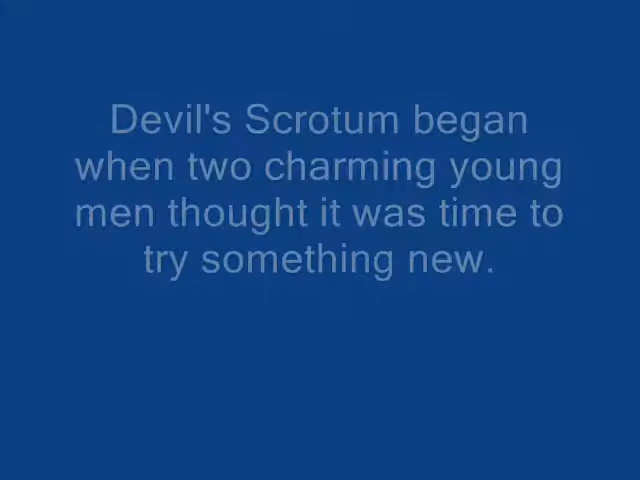 Devil's Scrotum began
when two charming young
men thought it was time to
try something new.